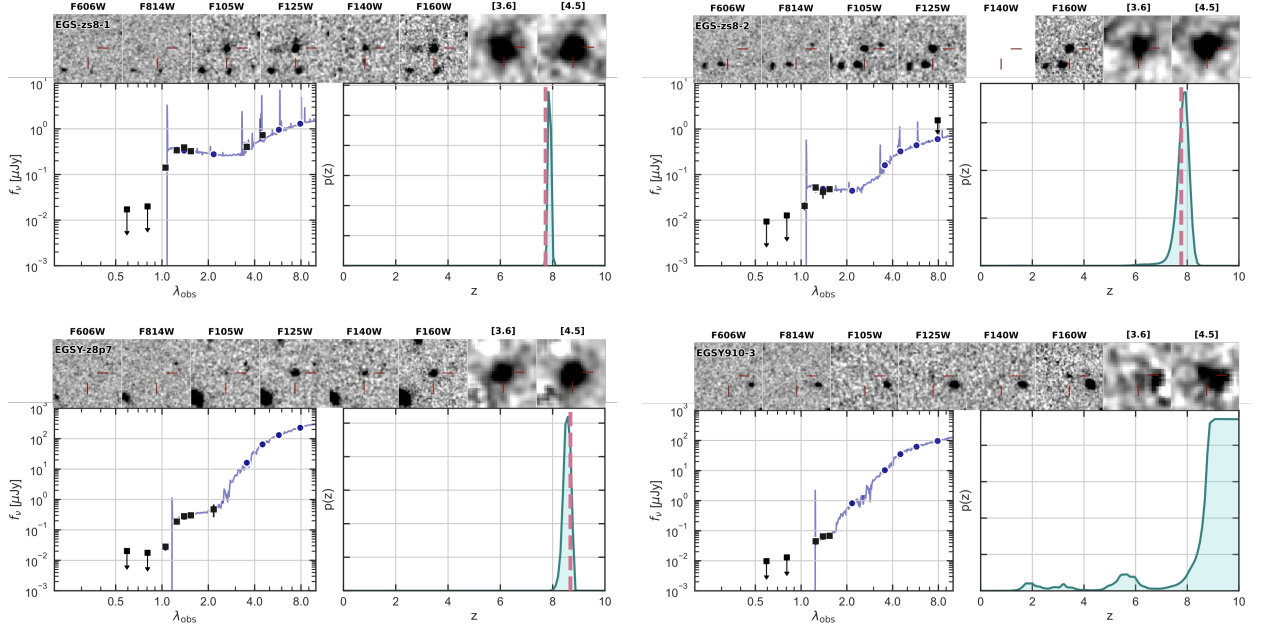 F606W F814W F105W F125W F140W F160W [3.6] [4.5]
EGS-zs8-1
10¹
10⁰
10⁻¹
10⁻²
10⁻³
f_ν [μJy]
0.5 1.0 2.0 4.0 8.0
λ_obs
p(z)
0 2 4 6 8 10
z
F606W F814W F105W F125W F140W F160W [3.6] [4.5]
EGS-zs8-2
10¹
10⁰
10⁻¹
10⁻²
10⁻³
f_ν [μJy]
0.5 1.0 2.0 4.0 8.0
λ_obs
p(z)
0 2 4 6 8 10
z
F606W F814W F105W F125W F140W F160W [3.6] [4.5]
EGSY-z8p7
10³
10²
10¹
10⁰
10⁻¹
10⁻²
10⁻³
f_ν [μJy]
0.5 1.0 2.0 4.0 8.0
λ_obs
p(z)
0 2 4 6 8 10
z
F606W F814W F105W F125W F140W F160W [3.6] [4.5]
EGSY910-3
10³
10²
10¹
10⁰
10⁻¹
10⁻²
10⁻³
f_ν [μJy]
0.5 1.0 2.0 4.0 8.0
λ_obs
p(z)
0 2 4 6 8 10
z